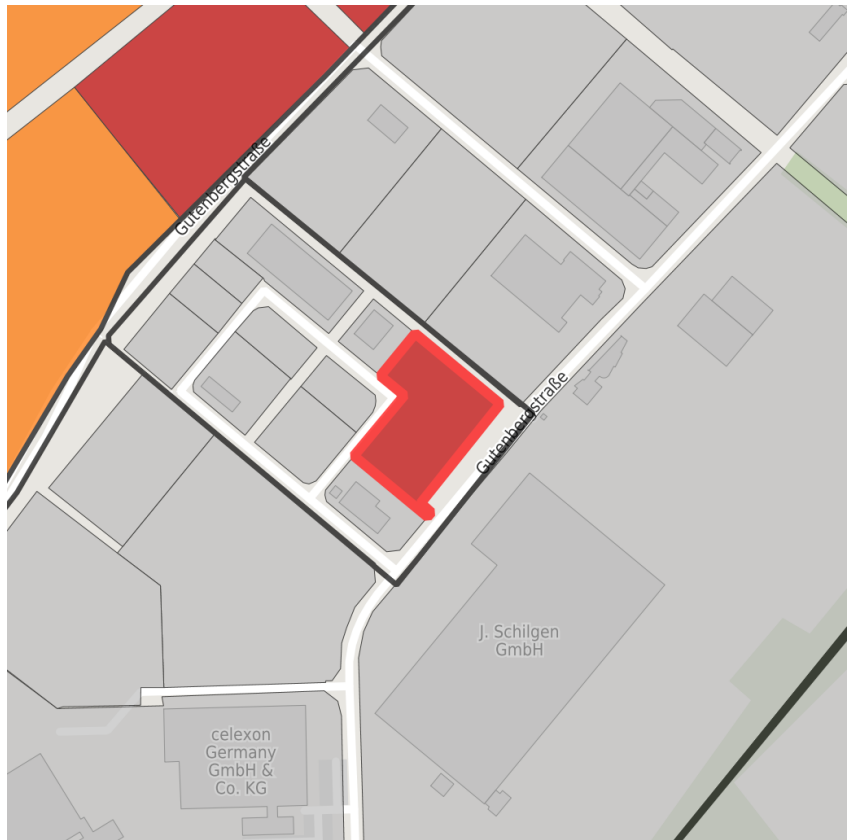 Gutenbergstraße
Gutenbergstraße
J. Schilgen
GmbH
celexon
Germany
GmbH &
Co. KG